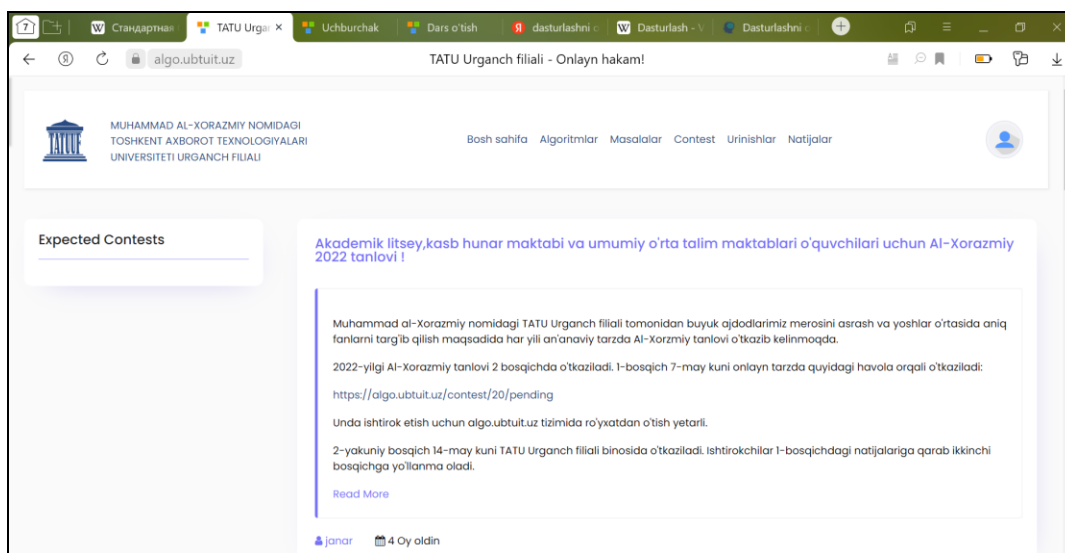 7
W Стандартная
TATU Urgar ×
Uchburchak
Dars o'tish
dasturlashni o
W Dasturlash - V
Dasturlashni o
algo.ubtuit.uz
TATU Urganch filiali - Onlayn hakam!
MUHAMMAD AL-XORAZMIY NOMIDAGI
TOSHKENT AXBOROT TEXNOLOGIYALARI
UNIVERSITETI URGANCH FILIALI
TATUUF
Bosh sahifa Algoritmlar Masalalar Contest Urinishlar Natijalar
Expected Contests
Akademik litsey,kasb hunar maktabi va umumiy o'rta talim maktablari o'quvchilari uchun Al-Xorazmiy
2022 tanlovi !
Muhammad al-Xorazmiy nomidagi TATU Urganch filiali tomonidan buyuk ajdodlarimiz merosini asrash va yoshlar o'rtasida aniq
fanlarni targ'ib qilish maqsadida har yili an'anaviy tarzda Al-Xorzmiy tanlovi o'tkazib kelinmoqda.
2022-yilgi Al-Xorazmiy tanlovi 2 bosqichda o'tkaziladi. 1-bosqich 7-may kuni onlayn tarzda quyidagi havola orqali o'tkaziladi:
https://algo.ubtuit.uz/contest/20/pending
Unda ishtirok etish uchun algo.ubtuit.uz tizimida ro'yxatdan o'tish yetarli.
2-yakuniy bosqich 14-may kuni TATU Urganch filiali binosida o'tkaziladi. Ishtirokchilar 1-bosqichdagi natijalariga qarab ikkinchi
bosqichga yo'llanma oladi.
Read More
janar 4 Oy oldin